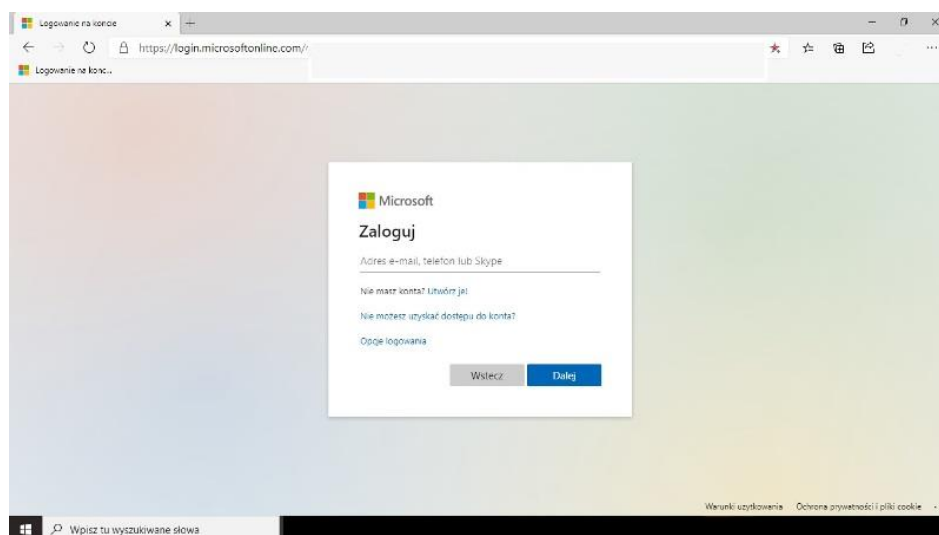 Logowanie na koncie
https://login.microsoftonline.com/
Logowanie na konc...
Microsoft
Zaloguj
Adres e-mail, telefon lub Skype
Nie masz konta? Utwórz je!
Nie możesz uzyskać dostępu do konta?
Opcje logowania
Wstecz Dalej
Warunki użytkowania Ochrona prywatności i pliki cookie
Wpisz tu wyszukiwane słowa